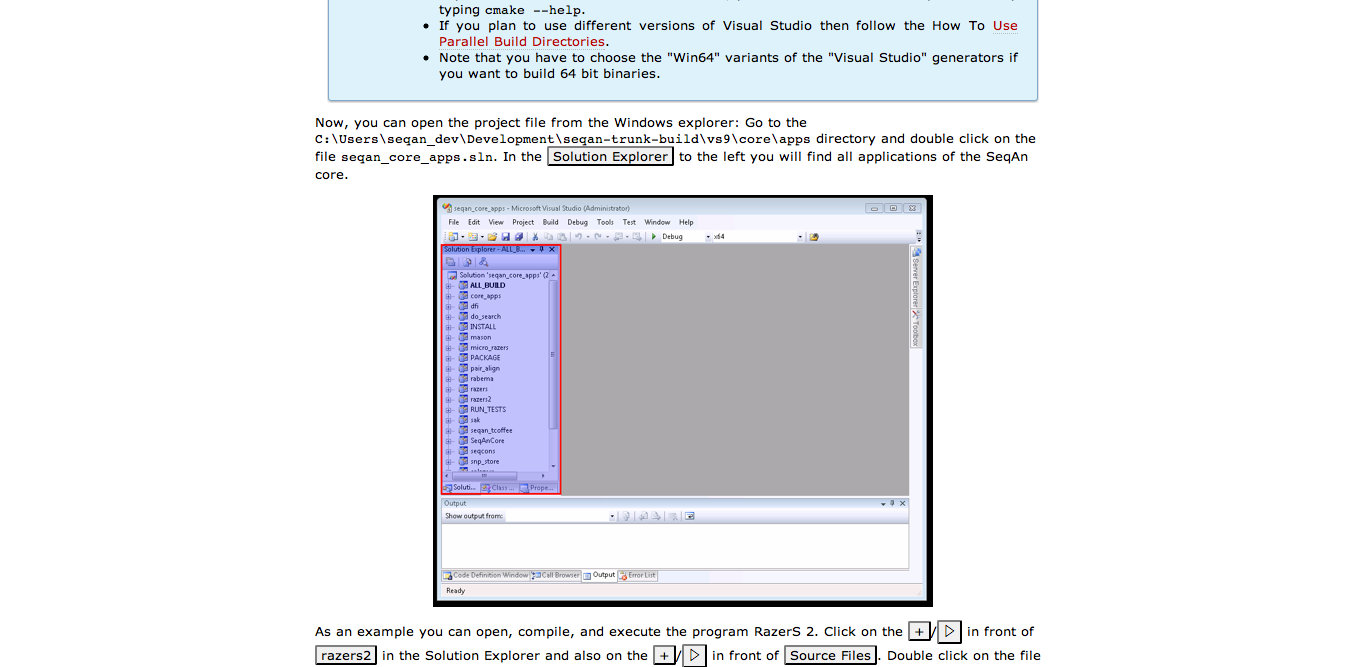 typing cmake --help.
• If you plan to use different versions of Visual Studio then follow the How To Use
Parallel Build Directories.
• Note that you have to choose the "Win64" variants of the "Visual Studio" generators if
you want to build 64 bit binaries.
Now, you can open the project file from the Windows explorer: Go to the
C:\Users\seqan_dev\Development\seqan-trunk-build\vs9\core\apps directory and double click on the
file seqan_core_apps.sln. In the Solution Explorer to the left you will find all applications of the SeqAn
core.
seqan_core_apps - Microsoft Visual Studio (Administrator)
File Edit View Project Build Debug Tools Test Window Help
Debug x64
Solution Explorer - ALL_B...
Solution 'seqan_core_apps' (2
ALL_BUILD
core_apps
dfi
do_search
INSTALL
mason
micro_razers
PACKAGE
pair_align
rabema
razers
razers2
RUN_TESTS
sak
seqan_tcoffee
SeqAnCore
seqcons
snp_store
Soluti... Class ... Prope...
Server Explorer
Toolbox
Output
Show output from:
Code Definition Window Call Browser Output Error List
Ready
As an example you can open, compile, and execute the program RazerS 2. Click on the +/▷ in front of
razers2 in the Solution Explorer and also on the +/▷ in front of Source Files. Double click on the file